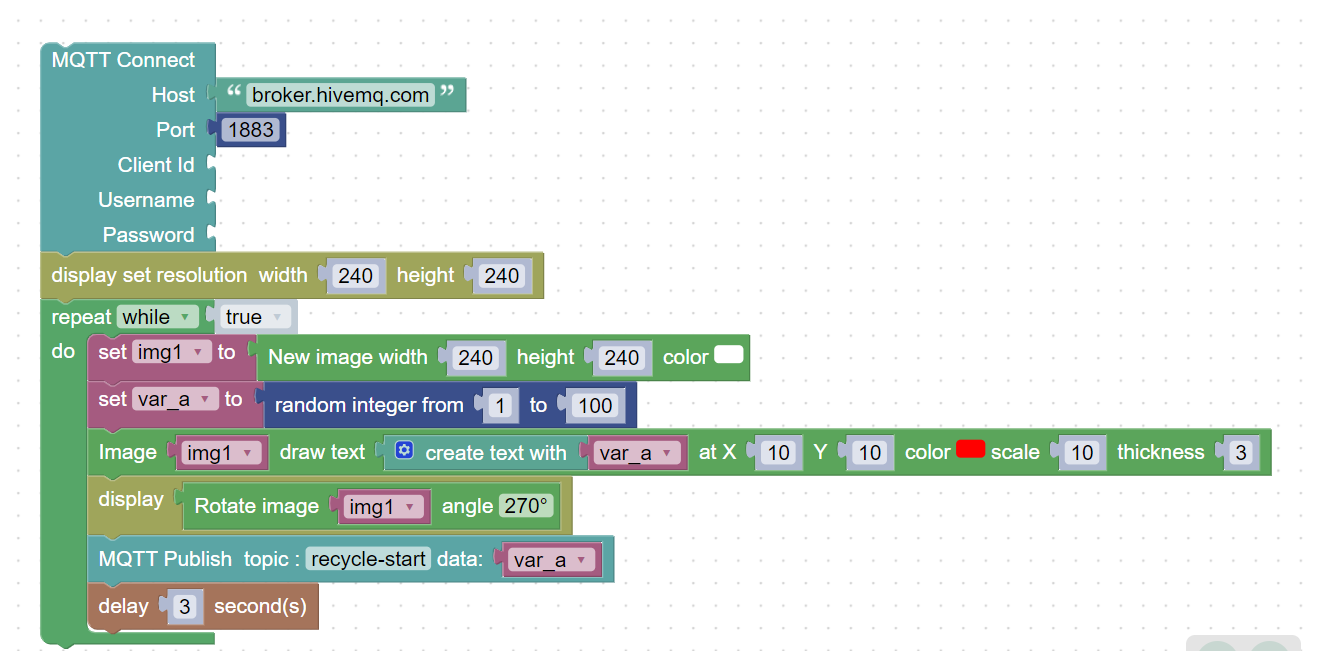 MQTT Connect
Host “ broker.hivemq.com ”
Port 1883
Client Id
Username
Password
display set resolution width 240 height 240
repeat while true
do set img1 to New image width 240 height 240 color
set var_a to random integer from 1 to 100
Image img1 draw text create text with var_a at X 10 Y 10 color scale 10 thickness 3
display Rotate image img1 angle 270°
MQTT Publish topic : recycle-start data: var_a
delay 3 second(s)